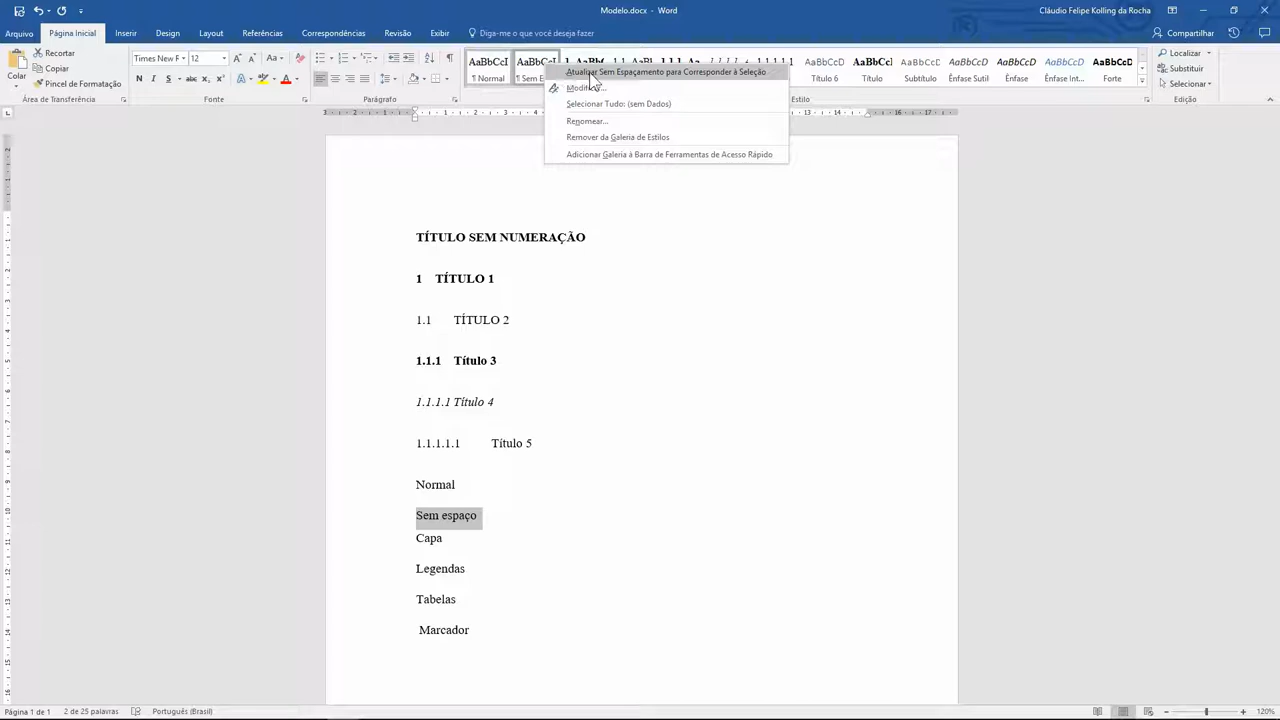 Modelo.docx - Word
Cláudio Felipe Kolling da Rocha
Arquivo Página Inicial Inserir Design Layout Referências Correspondências Revisão Exibir Diga-me o que você deseja fazer Compartilhar
Colar
Recortar
Copiar
Pincel de Formatação
Área de Transferência
Times New F 12
N I S abc
Fonte
Parágrafo
AaBbCcI AaBbCcI
¶ Normal ¶ Sem E
AaBbCcD AaBbCcD AaBbCcD AaBbCcD AaBbCcD AaBbCcD AaBbCcD
Título 6 Título Subtítulo Ênfase Sutil Ênfase Ênfase Int... Forte
Estilo
Localizar
Substituir
Selecionar
Edição
Atualizar Sem Espaçamento para Corresponder à Seleção
Selecionar Tudo: (sem Dados)
Renomear...
Remover da Galeria de Estilos
Adicionar Galeria à Barra de Ferramentas de Acesso Rápido
TÍTULO SEM NUMERAÇÃO
1 TÍTULO 1
1.1 TÍTULO 2
1.1.1 Título 3
1.1.1.1 Título 4
1.1.1.1.1 Título 5
Normal
Sem espaço
Capa
Legendas
Tabelas
Marcador
Página 1 de 1 2 de 25 palavras Português (Brasil) 120%